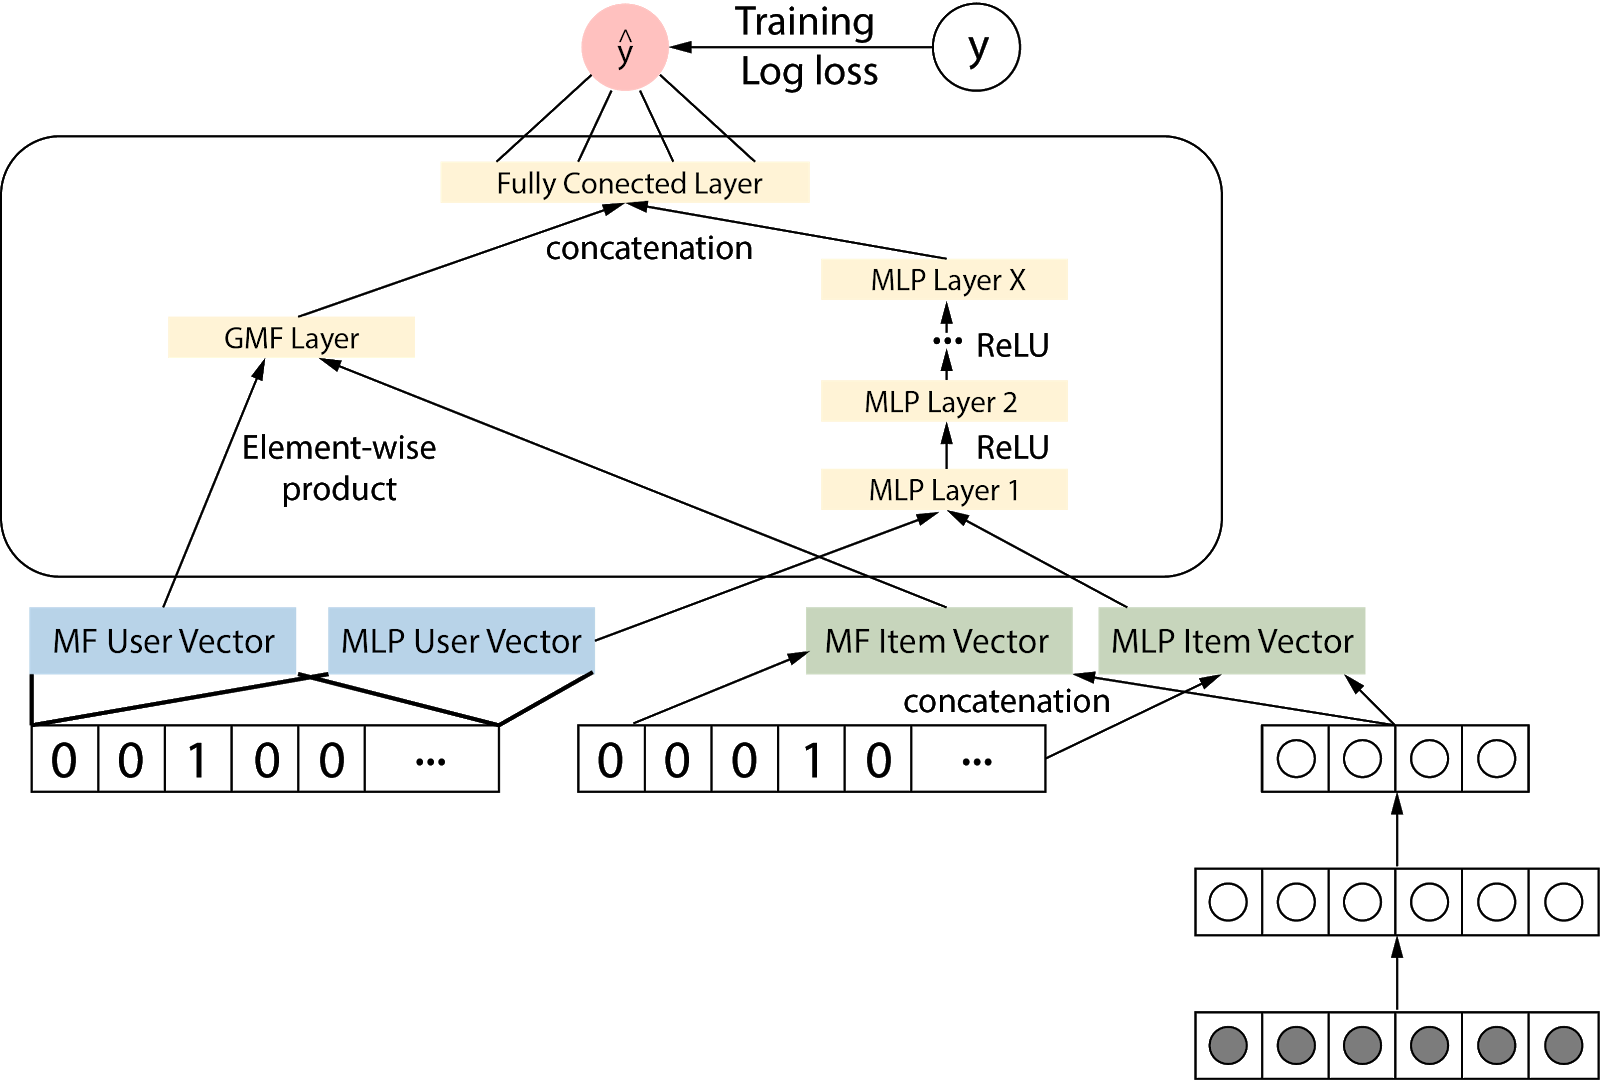 ŷ
Training
Log loss
y
Fully Conected Layer
concatenation
MLP Layer X
GMF Layer
... ReLU
MLP Layer 2
Element-wise
product
ReLU
MLP Layer 1
MF User Vector
MLP User Vector
MF Item Vector
MLP Item Vector
concatenation
0 0 1 0 0 ...
0 0 0 1 0 ...